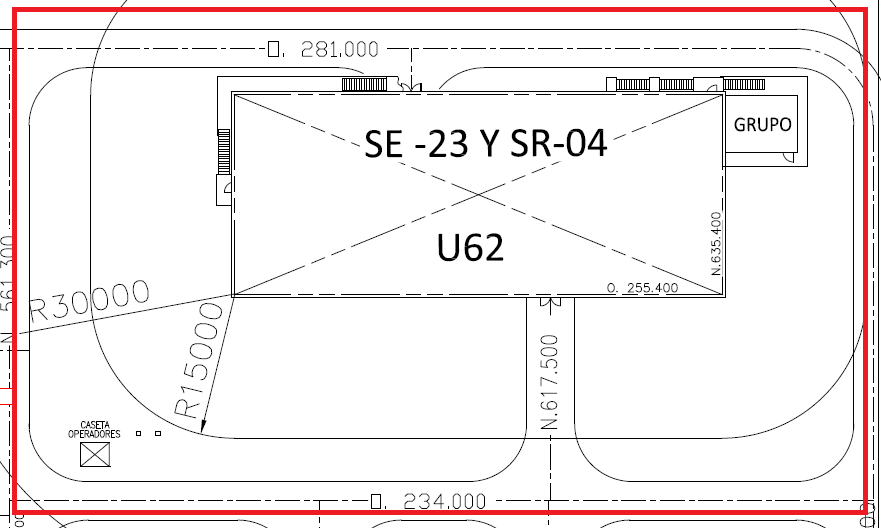 ▯. 281.000
SE -23 Y SR-04
GRUPO
U62
N.635.400
O. 255.400
N. 561.300
R30000
R15000
N.617.500
CASETA
OPERADORES
▯. 234.000